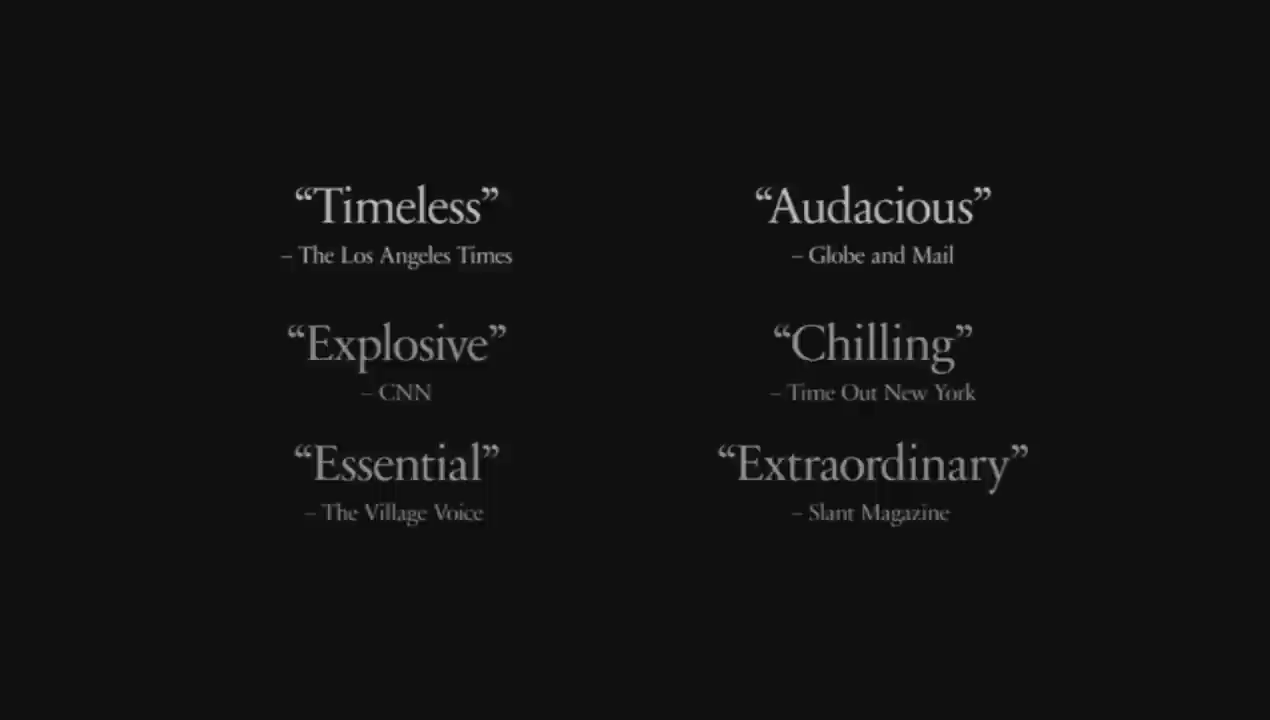 “Timeless”
– The Los Angeles Times
“Audacious”
– Globe and Mail
“Explosive”
– CNN
“Chilling”
– Time Out New York
“Essential”
– The Village Voice
“Extraordinary”
– Slant Magazine